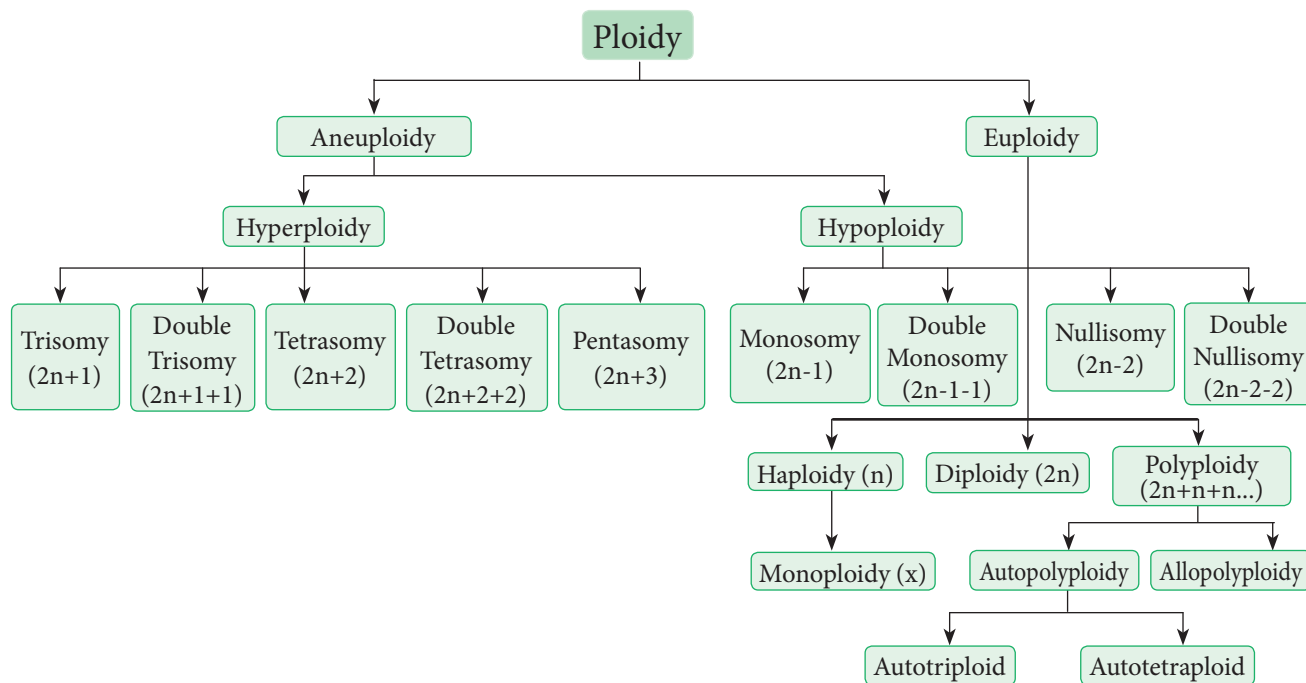 Ploidy
Aneuploidy
Euploidy
Hyperploidy
Hypoploidy
Trisomy
(2n+1)
Double
Trisomy
(2n+1+1)
Tetrasomy
(2n+2)
Double
Tetrasomy
(2n+2+2)
Pentasomy
(2n+3)
Monosomy
(2n-1)
Double
Monosomy
(2n-1-1)
Nullisomy
(2n-2)
Double
Nullisomy
(2n-2-2)
Haploidy (n)
Diploidy (2n)
Polyploidy
(2n+n+n...)
Monoploidy (x)
Autopolyploidy
Allopolyploidy
Autotriploid
Autotetraploid